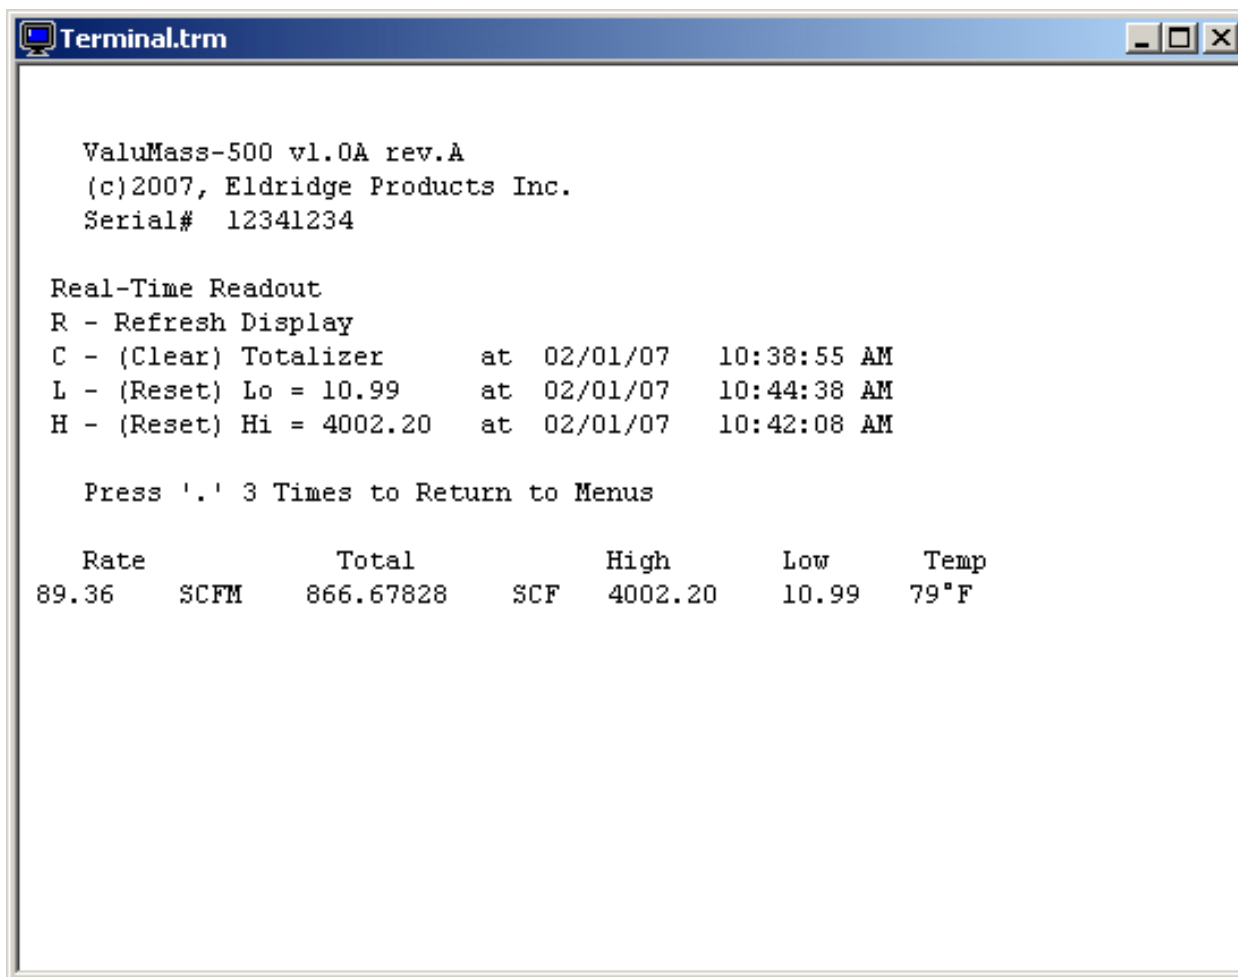 Terminal.trm
ValuMass-500 v1.0A rev.A
(c)2007, Eldridge Products Inc.
Serial# 12341234
Real-Time Readout
R - Refresh Display
C - (Clear) Totalizer at 02/01/07 10:38:55 AM
L - (Reset) Lo = 10.99 at 02/01/07 10:44:38 AM
H - (Reset) Hi = 4002.20 at 02/01/07 10:42:08 AM
Press '.' 3 Times to Return to Menus
Rate Total High Low Temp
89.36 SCFM 866.67828 SCF 4002.20 10.99 79°F